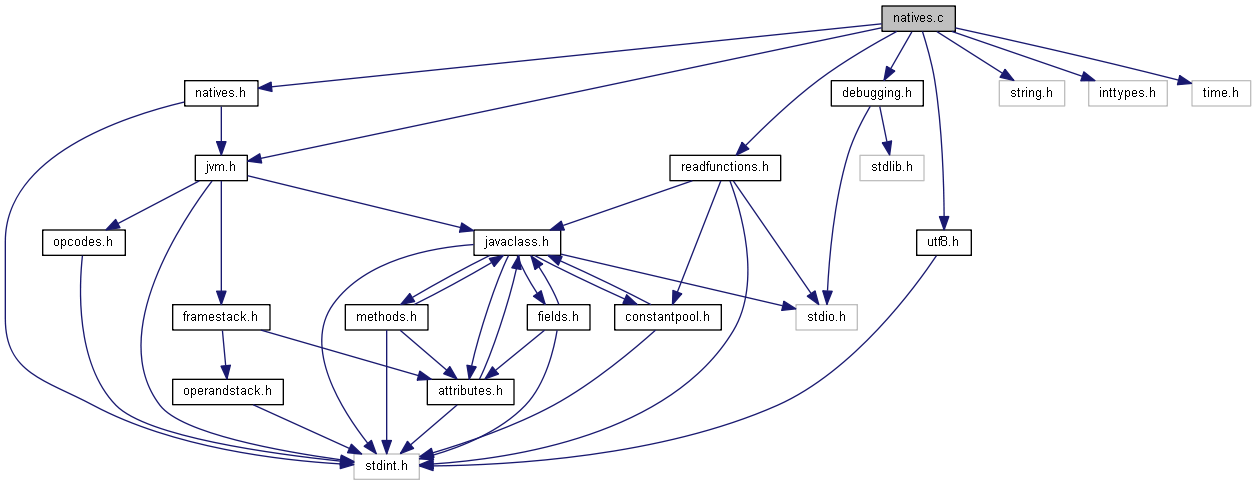 natives.c
natives.h
debugging.h
string.h
inttypes.h
time.h
jvm.h
readfunctions.h
stdlib.h
opcodes.h
javaclass.h
utf8.h
framestack.h
methods.h
fields.h
constantpool.h
stdio.h
operandstack.h
attributes.h
stdint.h